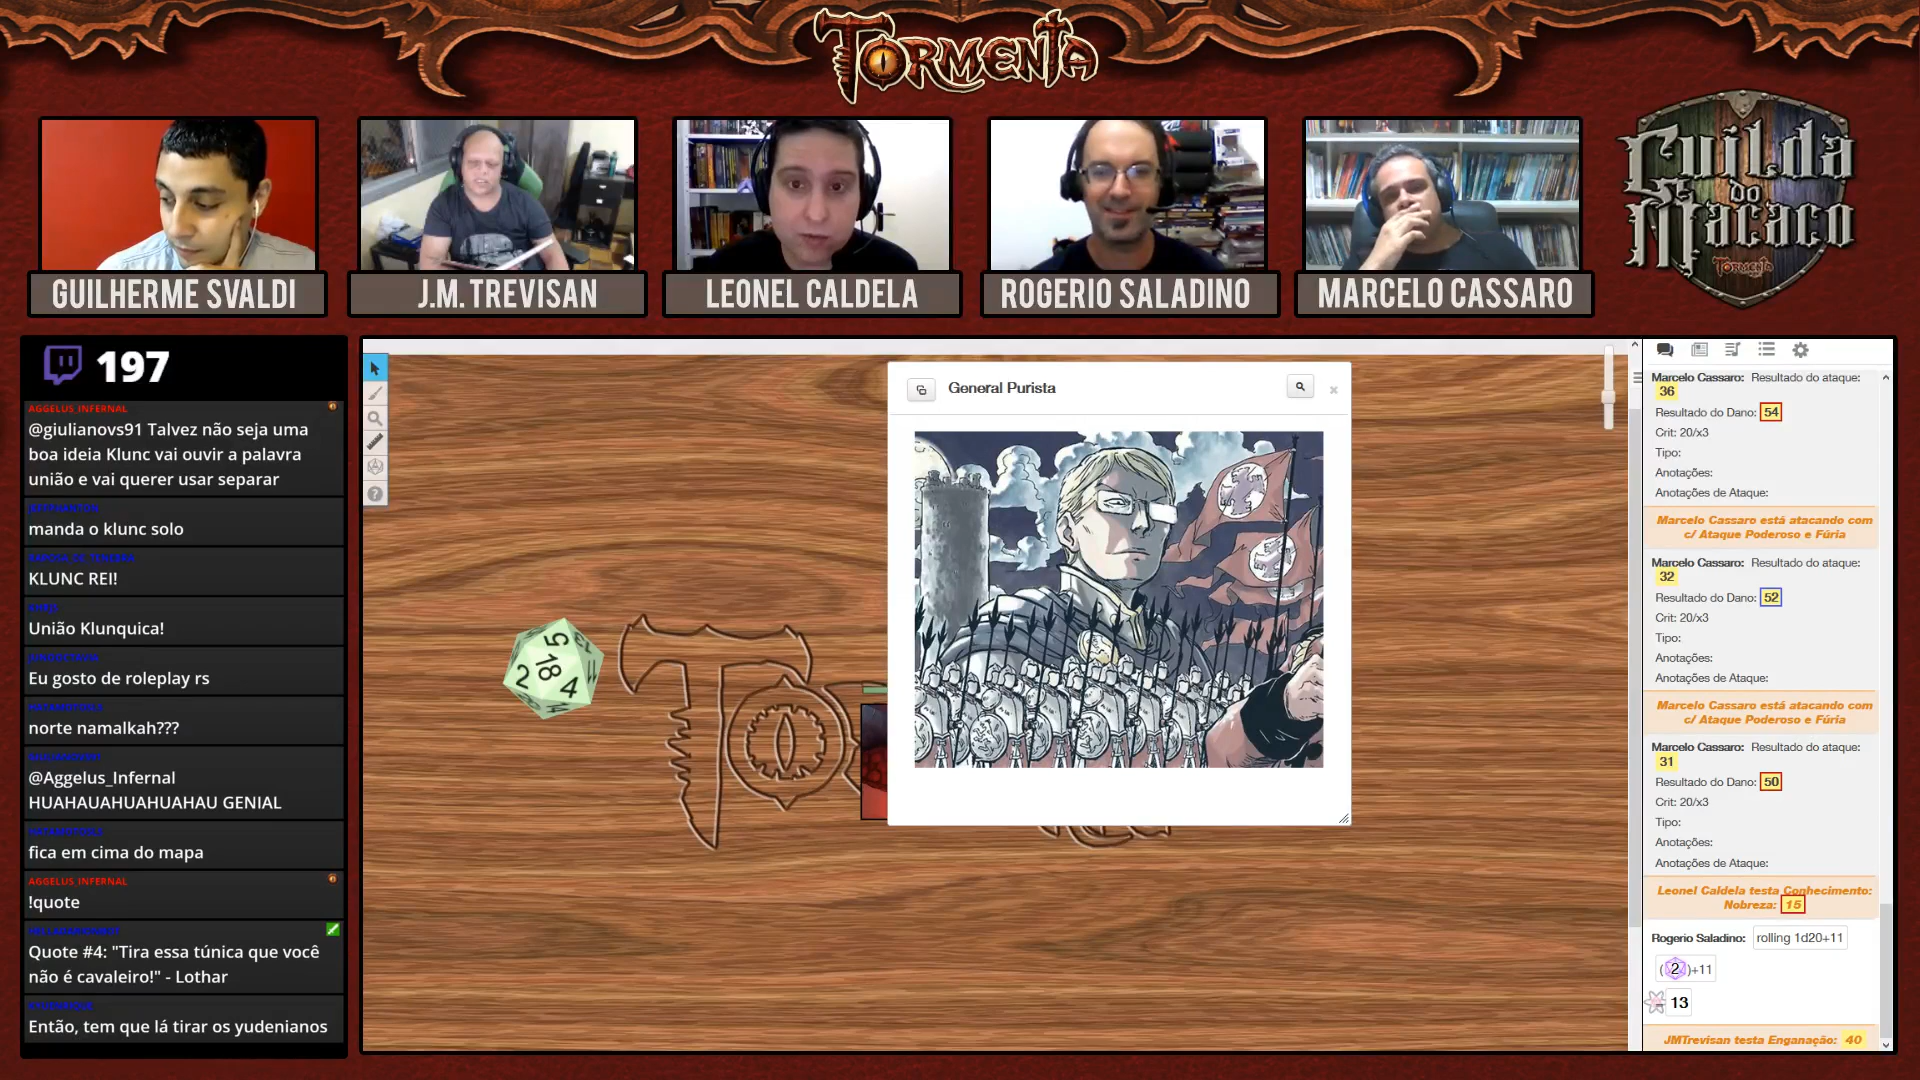 TORMENTA
Guilda
do
Macaco
TORMENTA
GUILHERME SVALDI
J.M. TREVISAN
LEONEL CALDELA
ROGERIO SALADINO
MARCELO CASSARO
197
AGGELUS_INFERNAL
@giulianovs91 Talvez não seja uma
boa ideia Klunc vai ouvir a palavra
união e vai querer usar separar
manda o klunc solo
KLUNC REI!
União Klunquica!
Eu gosto de roleplay rs
norte namalkah???
@Aggelus_Infernal
HUAHAUAHUAHUAHAU GENIAL
fica em cima do mapa
AGGELUS_INFERNAL
!quote
Quote #4: "Tira essa túnica que você
não é cavaleiro!" - Lothar
Então, tem que lá tirar os yudenianos
5
18
2
4
General Purista
Marcelo Cassaro: Resultado do ataque:
36
Resultado do Dano: 54
Crit: 20/x3
Tipo:
Anotações:
Anotações de Ataque:
Marcelo Cassaro está atacando com
c/ Ataque Poderoso e Fúria
Marcelo Cassaro: Resultado do ataque:
32
Resultado do Dano: 52
Crit: 20/x3
Tipo:
Anotações:
Anotações de Ataque:
Marcelo Cassaro está atacando com
c/ Ataque Poderoso e Fúria
Marcelo Cassaro: Resultado do ataque:
31
Resultado do Dano: 50
Crit: 20/x3
Tipo:
Anotações:
Anotações de Ataque:
Leonel Caldela testa Conhecimento:
Nobreza: 15
Rogerio Saladino: rolling 1d20+11
(2)+11
= 13
JMTrevisan testa Enganação: 40